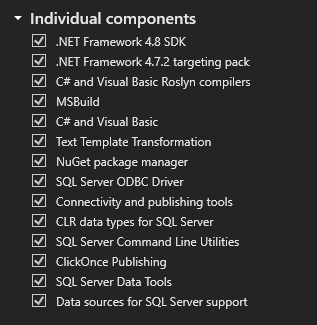 Individual components
.NET Framework 4.8 SDK
.NET Framework 4.7.2 targeting pack
C# and Visual Basic Roslyn compilers
MSBuild
C# and Visual Basic
Text Template Transformation
NuGet package manager
SQL Server ODBC Driver
Connectivity and publishing tools
CLR data types for SQL Server
SQL Server Command Line Utilities
ClickOnce Publishing
SQL Server Data Tools
Data sources for SQL Server support